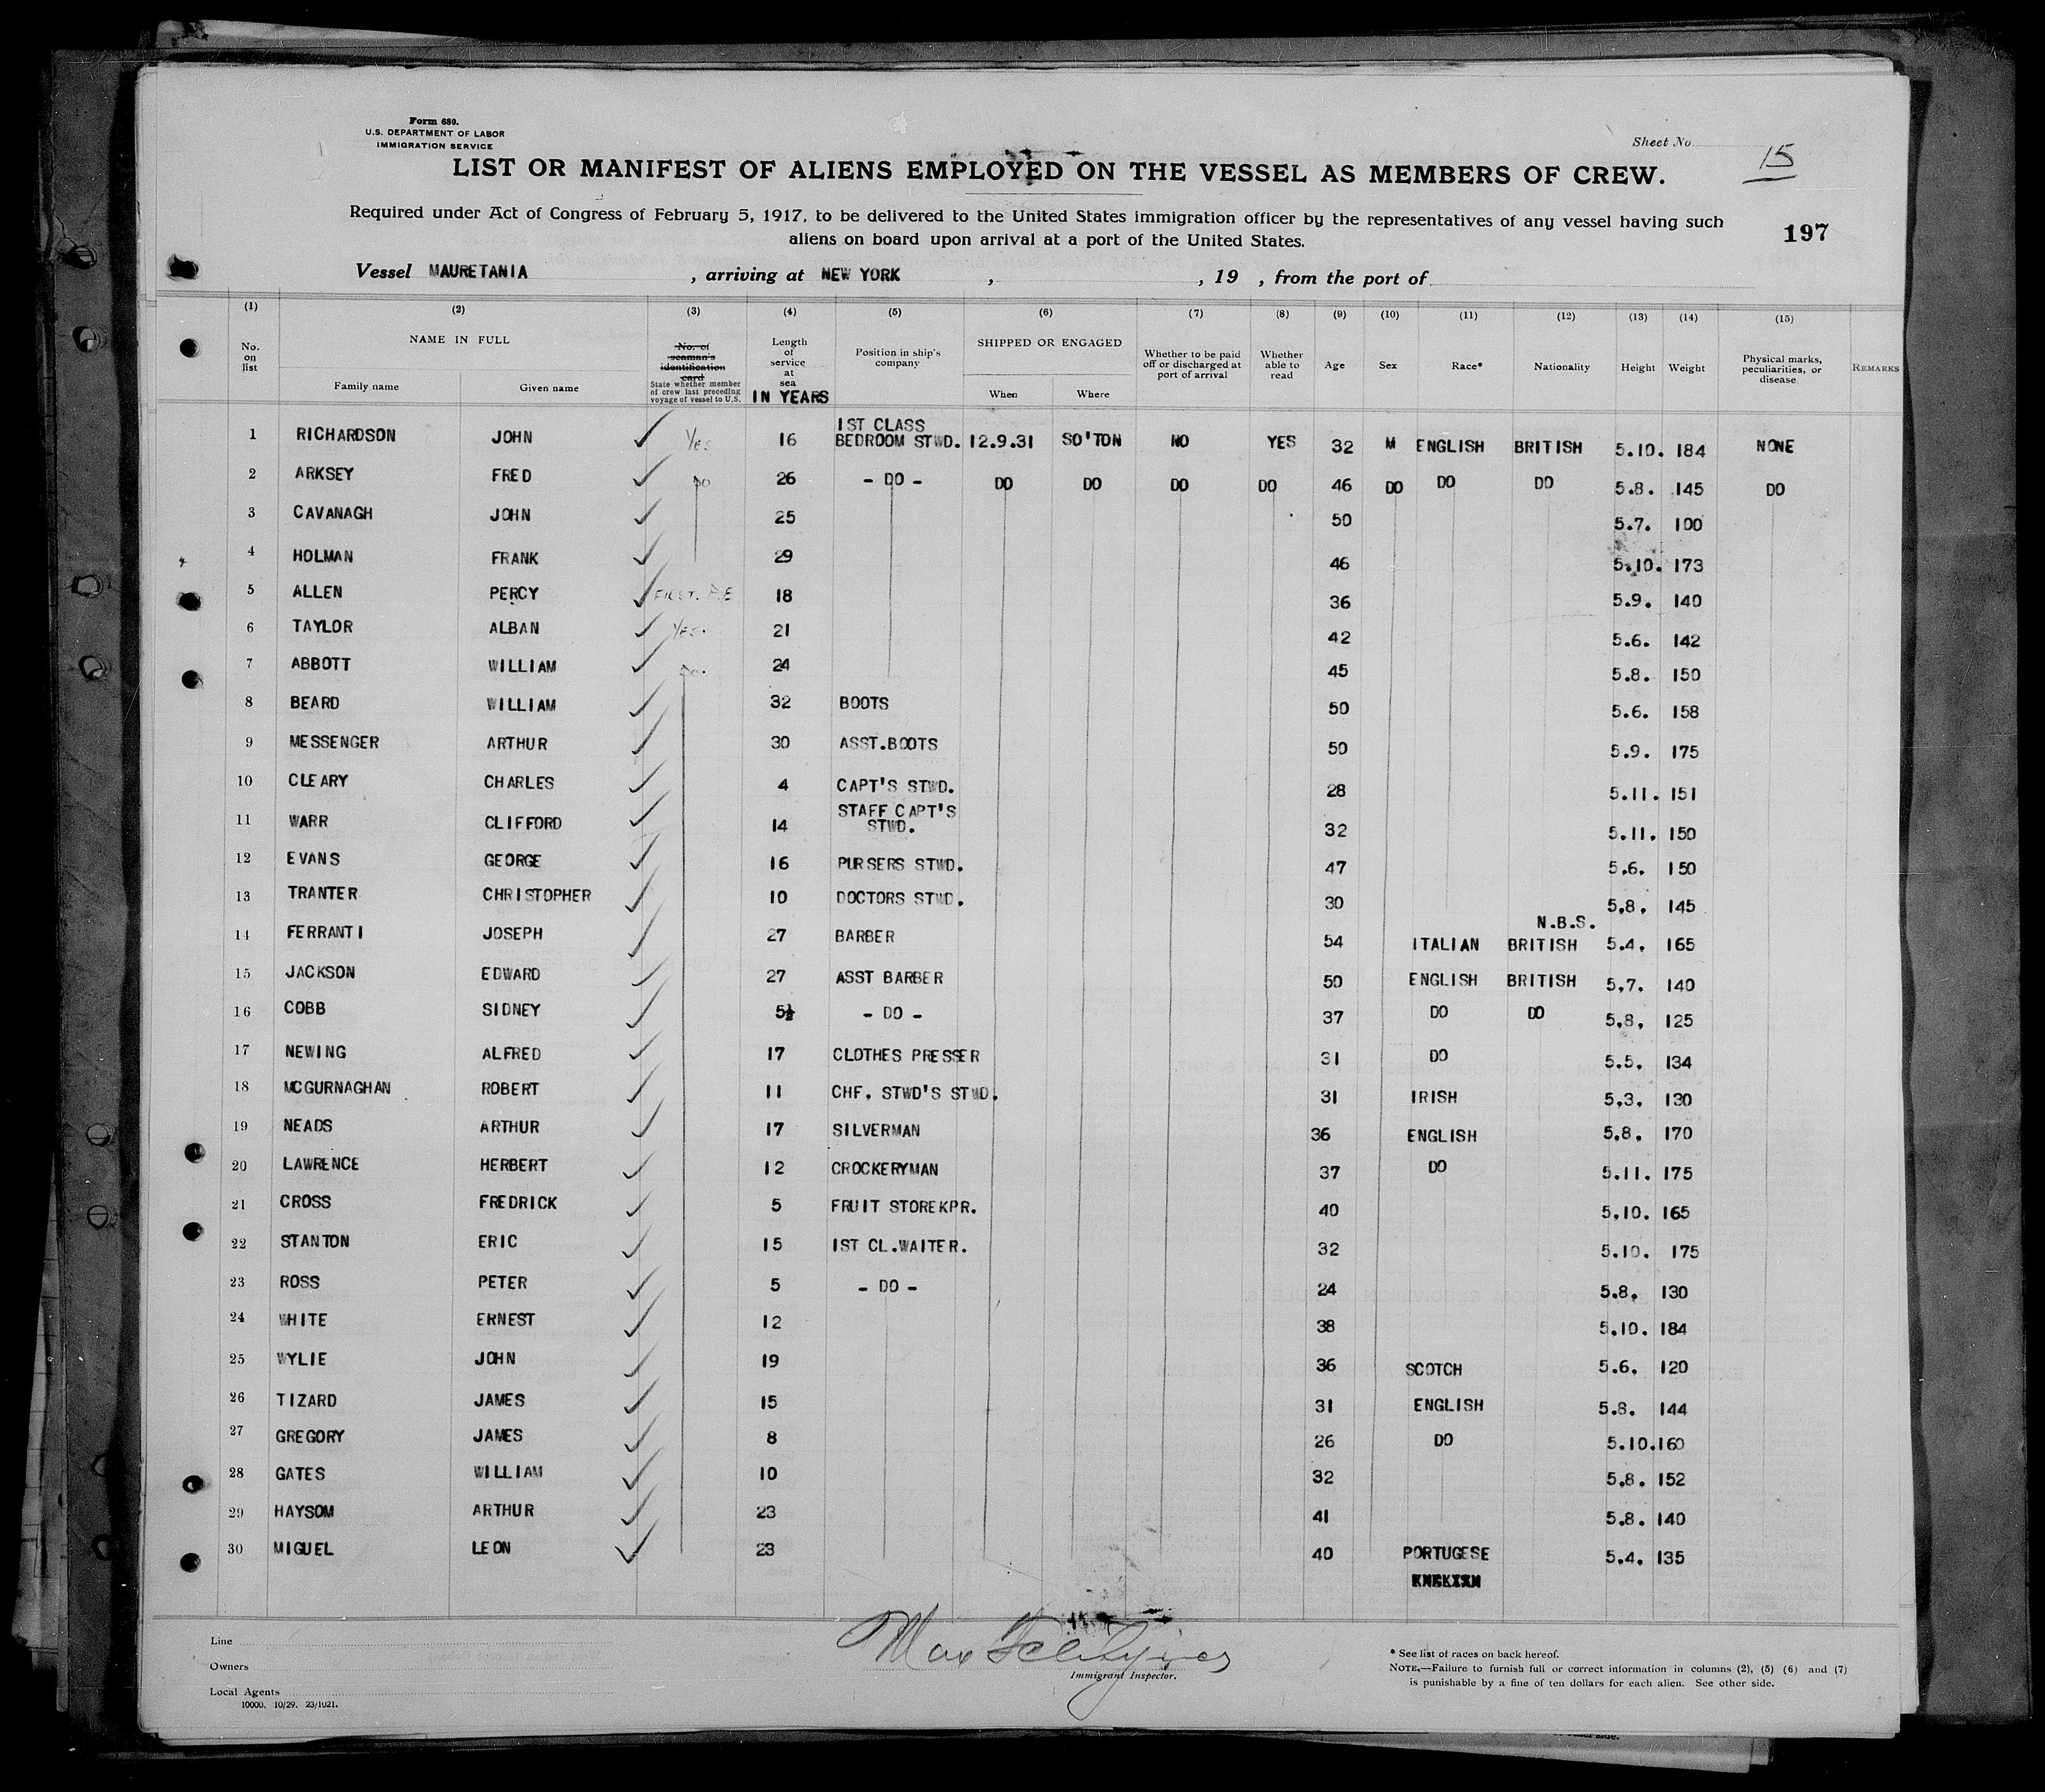 Form 689.
U.S. DEPARTMENT OF LABOR
IMMIGRATION SERVICE
Sheet No. 15
LIST OR MANIFEST OF ALIENS EMPLOYED ON THE VESSEL AS MEMBERS OF CREW.
Required under Act of Congress of February 5, 1917, to be delivered to the United States immigration officer by the representatives of any vessel having such
aliens on board upon arrival at a port of the United States.
197
Vessel MAURETANIA , arriving at NEW YORK , , 19 , from the port of
(1) (2) (3) (4) (5) (6) (7) (8) (9) (10) (11) (12) (13) (14) (15)
No. on list
NAME IN FULL
Family name Given name
No. of seaman's identification card
State whether member of crew last preceding voyage of vessel to U.S.
Length of service at sea
IN YEARS
Position in ship's company
SHIPPED OR ENGAGED
When Where
Whether to be paid off or discharged at port of arrival
Whether able to read
Age Sex Race* Nationality Height Weight
Physical marks, peculiarities, or disease
REMARKS
1 RICHARDSON JOHN ✓ Yes 16 1ST CLASS BEDROOM STWD. 12.9.31 SO'TON NO YES 32 M ENGLISH BRITISH 5.10. 184 NONE
2 ARKSEY FRED ✓ Do 26 - DO - DO DO DO DO 46 DO DO DO 5.8. 145 DO
3 CAVANAGH JOHN ✓ 25 50 5.7. 100
4 HOLMAN FRANK ✓ 29 46 5.10. 173
5 ALLEN PERCY ✓ 18 36 5.9. 140
6 TAYLOR ALBAN ✓ Yes. 21 42 5.6. 142
7 ABBOTT WILLIAM ✓ Do. 24 45 5.8. 150
8 BEARD WILLIAM ✓ 32 BOOTS 50 5.6. 158
9 MESSENGER ARTHUR ✓ 30 ASST.BOOTS 50 5.9. 175
10 CLEARY CHARLES ✓ 4 CAPT'S STWD. 28 5.11. 151
11 WARR CLIFFORD ✓ 14 STAFF CAPT'S STWD. 32 5.11. 150
12 EVANS GEORGE ✓ 16 PURSERS STWD. 47 5.6. 150
13 TRANTER CHRISTOPHER ✓ 10 DOCTORS STWD. 30 5.8. 145
14 FERRANTI JOSEPH ✓ 27 BARBER 54 ITALIAN N.B.S. BRITISH 5.4. 165
15 JACKSON EDWARD ✓ 27 ASST BARBER 50 ENGLISH BRITISH 5.7. 140
16 COBB SIDNEY ✓ 5½ - DO - 37 DO DO 5.8. 125
17 NEWING ALFRED ✓ 17 CLOTHES PRESSER 31 DO 5.5. 134
18 MCGURNAGHAN ROBERT ✓ 11 CHF. STWD'S STWD. 31 IRISH 5.3. 130
19 NEADS ARTHUR ✓ 17 SILVERMAN 36 ENGLISH 5.8. 170
20 LAWRENCE HERBERT ✓ 12 CROCKERYMAN 37 DO 5.11. 175
21 CROSS FREDRICK ✓ 5 FRUIT STOREKPR. 40 5.10. 165
22 STANTON ERIC ✓ 15 1ST CL.WAITER. 32 5.10. 175
23 ROSS PETER ✓ 5 - DO - 24 5.8. 130
24 WHITE ERNEST ✓ 12 38 5.10. 184
25 WYLIE JOHN ✓ 19 36 SCOTCH 5.6. 120
26 TIZARD JAMES ✓ 15 31 ENGLISH 5.8. 144
27 GREGORY JAMES ✓ 8 26 DO 5.10. 160
28 GATES WILLIAM ✓ 10 32 5.8. 152
29 HAYSOM ARTHUR ✓ 23 41 5.8. 140
30 MIGUEL LEON ✓ 23 40 PORTUGESE 5.4. 135
Line
Owners
Local Agents
10000. 10/29. 23/1021.
Max
Immigrant Inspector.
* See list of races on back hereof.
NOTE.—Failure to furnish full or correct information in columns (2), (5) (6) and (7)
is punishable by a fine of ten dollars for each alien. See other side.